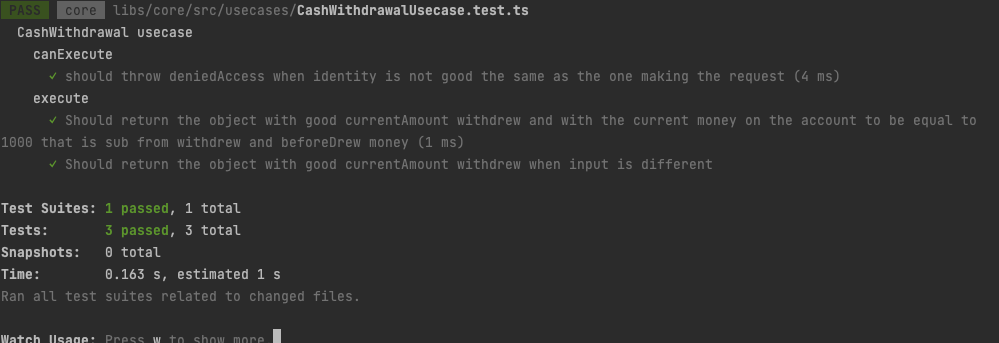 PASS core libs/core/src/usecases/CashWithdrawalUsecase.test.ts
CashWithdrawal usecase
canExecute
✓ should throw deniedAccess when identity is not good the same as the one making the request (4 ms)
execute
✓ Should return the object with good currentAmount withdrew and with the current money on the account to be equal to
1000 that is sub from withdrew and beforeDrew money (1 ms)
✓ Should return the object with good currentAmount withdrew when input is different
Test Suites: 1 passed, 1 total
Tests: 3 passed, 3 total
Snapshots: 0 total
Time: 0.163 s, estimated 1 s
Ran all test suites related to changed files.
Watch Usage: Press w to show more